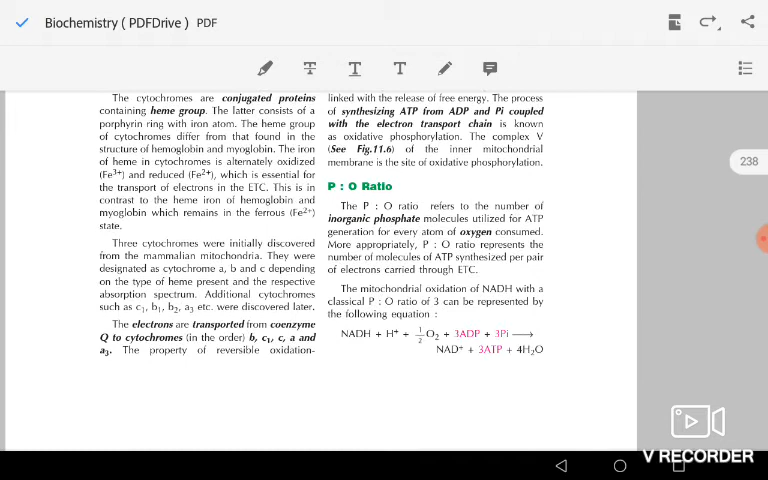 Biochemistry ( PDFDrive ) PDF
238
The cytochromes are conjugated proteins
containing heme group. The latter consists of a
porphyrin ring with iron atom. The heme group
of cytochromes differ from that found in the
structure of hemoglobin and myoglobin. The iron
of heme in cytochromes is alternately oxidized
(Fe³⁺) and reduced (Fe²⁺), which is essential for
the transport of electrons in the ETC. This is in
contrast to the heme iron of hemoglobin and
myoglobin which remains in the ferrous (Fe²⁺)
state.
Three cytochromes were initially discovered
from the mammalian mitochondria. They were
designated as cytochrome a, b and c depending
on the type of heme present and the respective
absorption spectrum. Additional cytochromes
such as c₁, b₁, b₂, a₃ etc. were discovered later.
The electrons are transported from coenzyme
Q to cytochromes (in the order) b, c₁, c, a and
a₃. The property of reversible oxidation-
linked with the release of free energy. The process
of synthesizing ATP from ADP and Pi coupled
with the electron transport chain is known
as oxidative phosphorylation. The complex V
(See Fig.11.6) of the inner mitochondrial
membrane is the site of oxidative phosphorylation.
P : O Ratio
The P : O ratio refers to the number of
inorganic phosphate molecules utilized for ATP
generation for every atom of oxygen consumed.
More appropriately, P : O ratio represents the
number of molecules of ATP synthesized per pair
of electrons carried through ETC.
The mitochondrial oxidation of NADH with a
classical P : O ratio of 3 can be represented by
the following equation :
NADH + H⁺ + ½O₂ + 3ADP + 3Pi ⟶
NAD⁺ + 3ATP + 4H₂O
V RECORDER